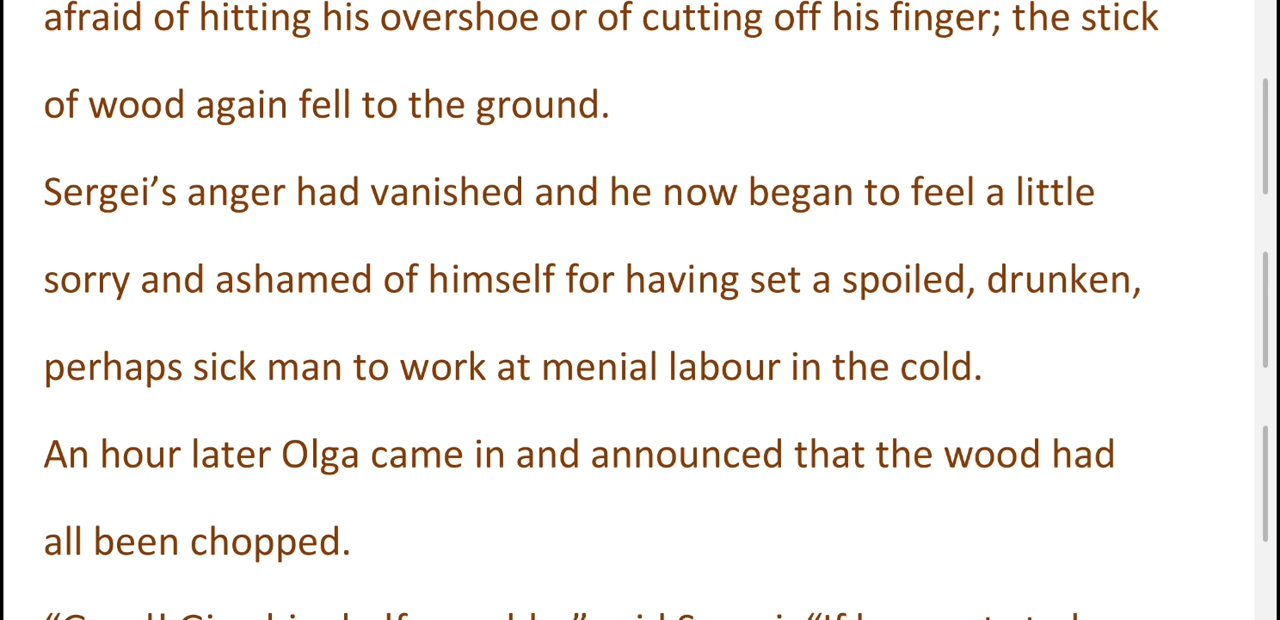 afraid of hitting his overshoe or of cutting off his finger; the stick
of wood again fell to the ground.
Sergei’s anger had vanished and he now began to feel a little
sorry and ashamed of himself for having set a spoiled, drunken,
perhaps sick man to work at menial labour in the cold.
An hour later Olga came in and announced that the wood had
all been chopped.